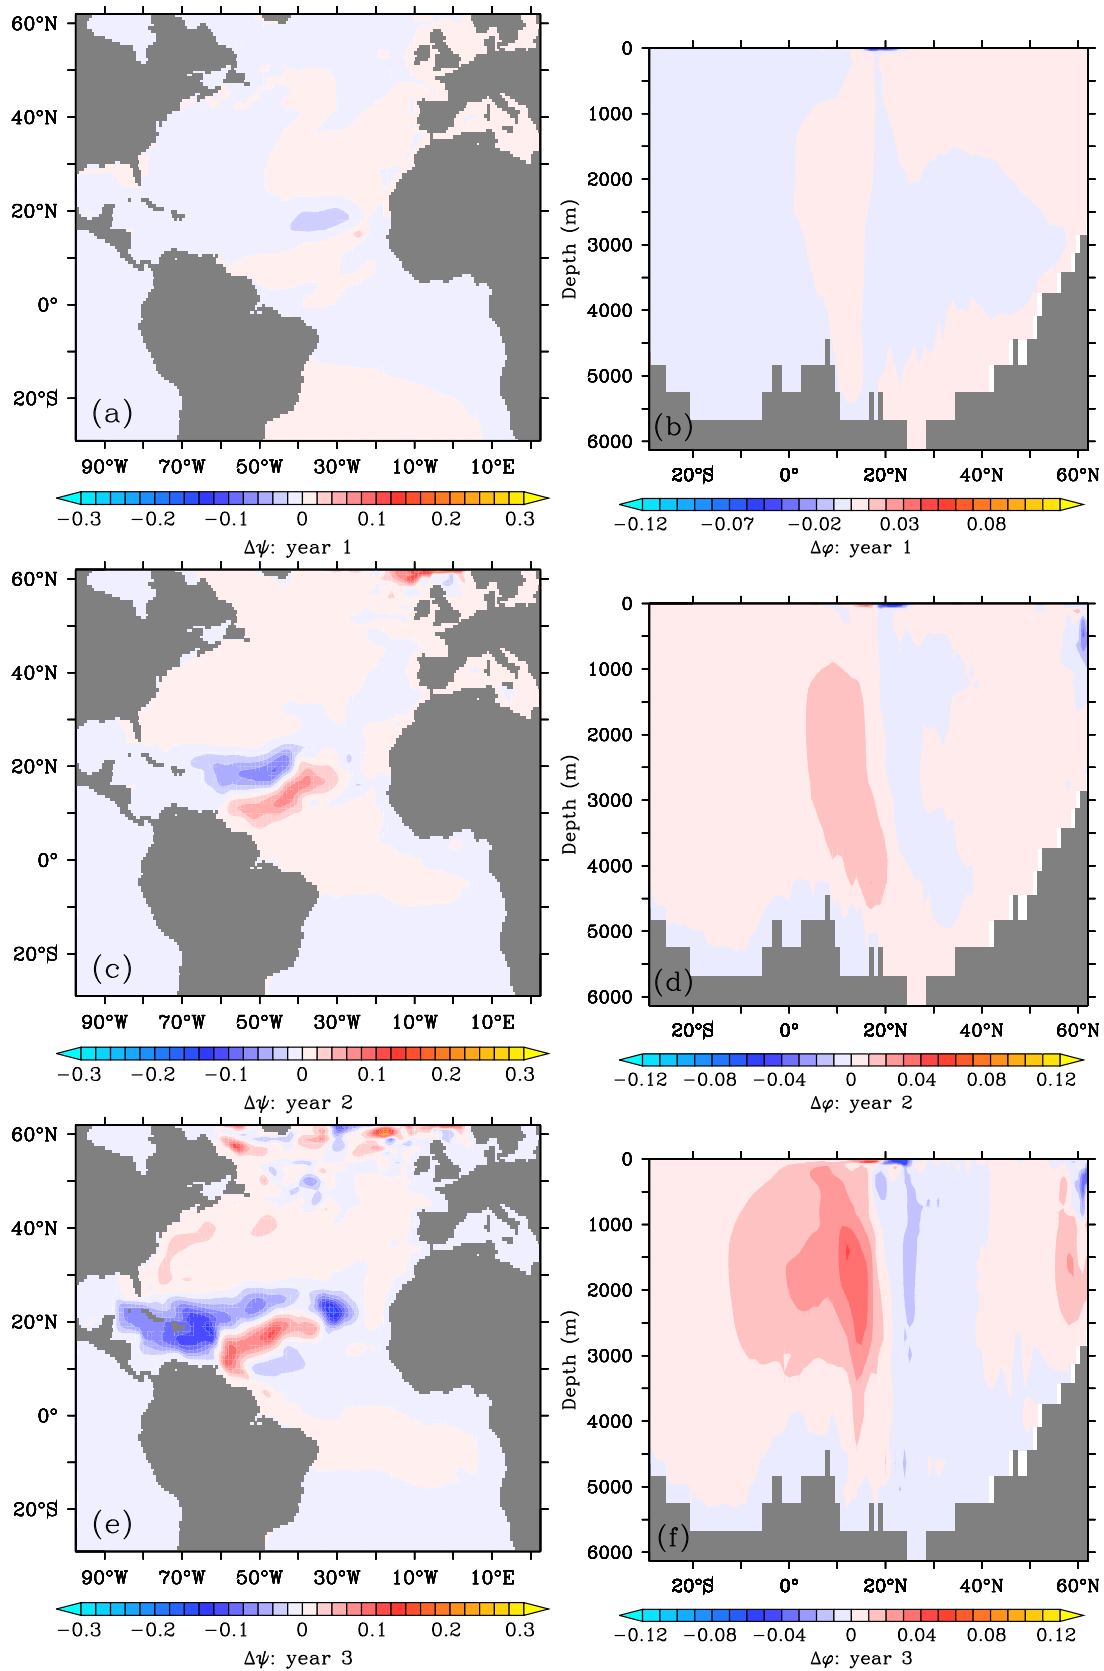 60°N
40°N
20°N
0°
20°S
(a)
90°W 70°W 50°W 30°W 10°W 10°E
−0.3 −0.2 −0.1 0 0.1 0.2 0.3
Δψ: year 1
0
1000
2000
3000
4000
5000
6000
Depth (m)
(b)
20°S 0° 20°N 40°N 60°N
−0.12 −0.07 −0.02 0.03 0.08
Δφ: year 1
60°N
40°N
20°N
0°
20°S
(c)
90°W 70°W 50°W 30°W 10°W 10°E
−0.3 −0.2 −0.1 0 0.1 0.2 0.3
Δψ: year 2
0
1000
2000
3000
4000
5000
6000
Depth (m)
(d)
20°S 0° 20°N 40°N 60°N
−0.12 −0.08 −0.04 0 0.04 0.08 0.12
Δφ: year 2
60°N
40°N
20°N
0°
20°S
(e)
90°W 70°W 50°W 30°W 10°W 10°E
−0.3 −0.2 −0.1 0 0.1 0.2 0.3
Δψ: year 3
0
1000
2000
3000
4000
5000
6000
Depth (m)
(f)
20°S 0° 20°N 40°N 60°N
−0.12 −0.08 −0.04 0 0.04 0.08 0.12
Δφ: year 3